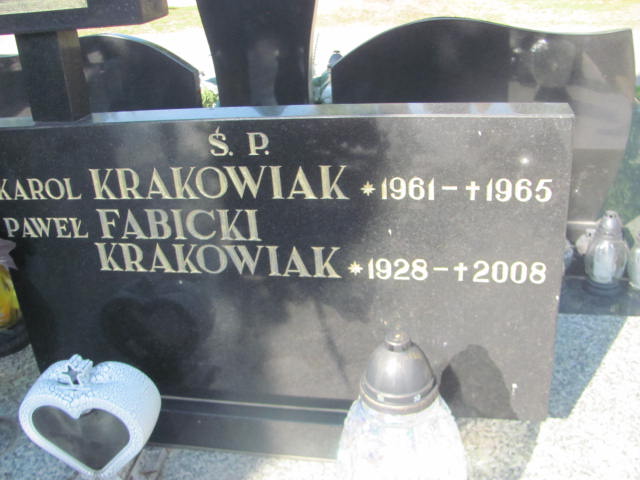 Ś. P.
KAROL KRAKOWIAK *1961-†1965
PAWEŁ FABICKI
KRAKOWIAK *1928-†2008